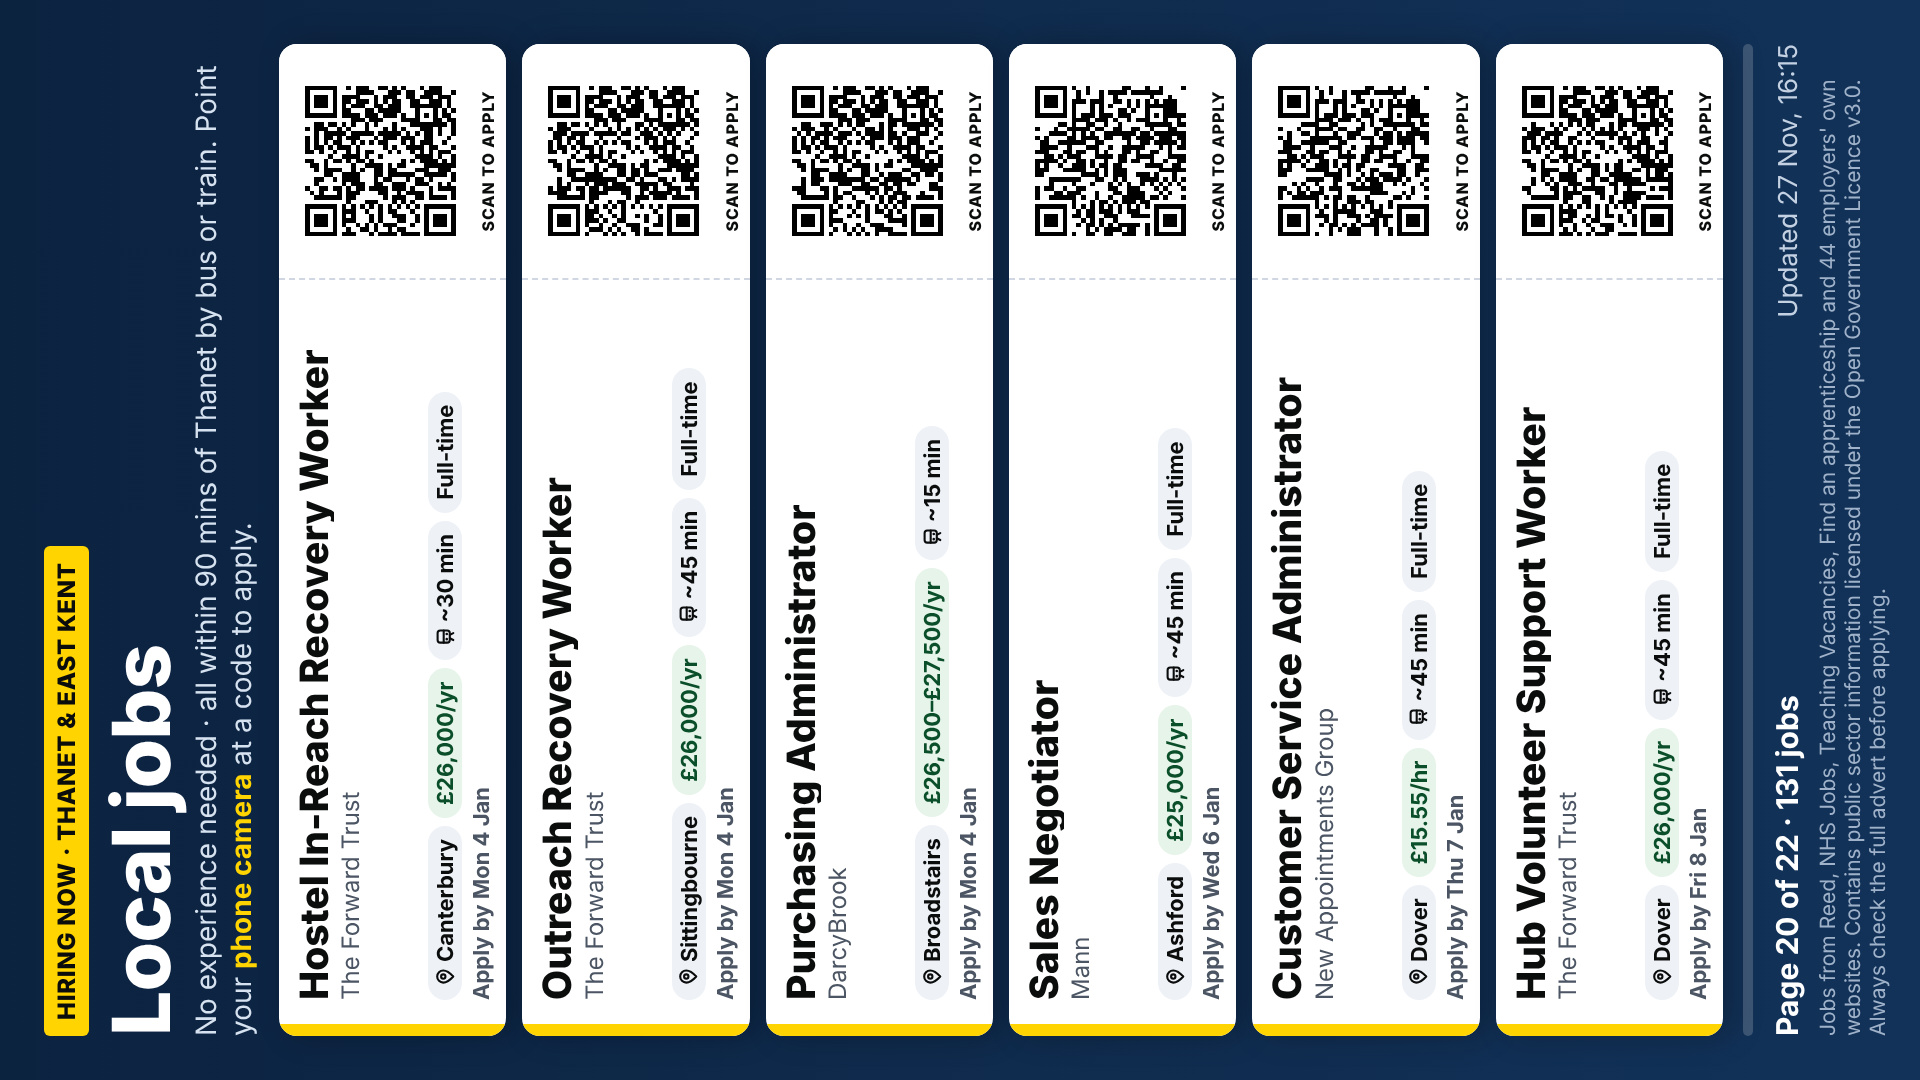 HIRING NOW · THANET & EAST KENT
Local jobs
No experience needed · all within 90 mins of Thanet by bus or train. Point
your phone camera at a code to apply.
Hostel In-Reach Recovery Worker
The Forward Trust
Canterbury £26,000/yr ~30 min Full-time
Apply by Mon 4 Jan
SCAN TO APPLY
Outreach Recovery Worker
The Forward Trust
Sittingbourne £26,000/yr ~45 min Full-time
Apply by Mon 4 Jan
SCAN TO APPLY
Purchasing Administrator
DarcyBrook
Broadstairs £26,500–£27,500/yr ~15 min
Apply by Mon 4 Jan
SCAN TO APPLY
Sales Negotiator
Mann
Ashford £25,000/yr ~45 min Full-time
Apply by Wed 6 Jan
SCAN TO APPLY
Customer Service Administrator
New Appointments Group
Dover £15.55/hr ~45 min Full-time
Apply by Thu 7 Jan
SCAN TO APPLY
Hub Volunteer Support Worker
The Forward Trust
Dover £26,000/yr ~45 min Full-time
Apply by Fri 8 Jan
SCAN TO APPLY
Page 20 of 22 · 131 jobs Updated 27 Nov, 16:15
Jobs from Reed, NHS Jobs, Teaching Vacancies, Find an apprenticeship and 44 employers' own
websites. Contains public sector information licensed under the Open Government Licence v3.0.
Always check the full advert before applying.